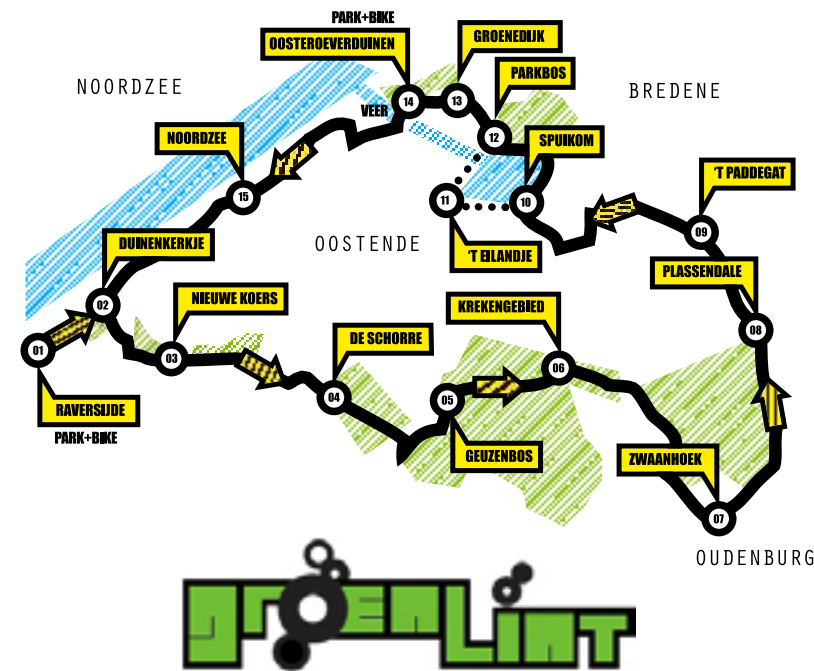 PARK+BIKE
OOSTEROEVERDUINEN
GROENEDIJK
PARKBOS
NOORDZEE
BREDENE
14
13
VEER
12
NOORDZEE
SPUIKOM
'T PADDEGAT
15
11
10
09
DUINENKERKJE
OOSTENDE
'T EILANDJE
PLASSENDALE
02
NIEUWE KOERS
KREKENGEBIED
01
03
DE SCHORRE
08
06
RAVERSIJDE
04
05
PARK+BIKE
GEUZENBOS
ZWAANHOEK
07
OUDENBURG
groenLint